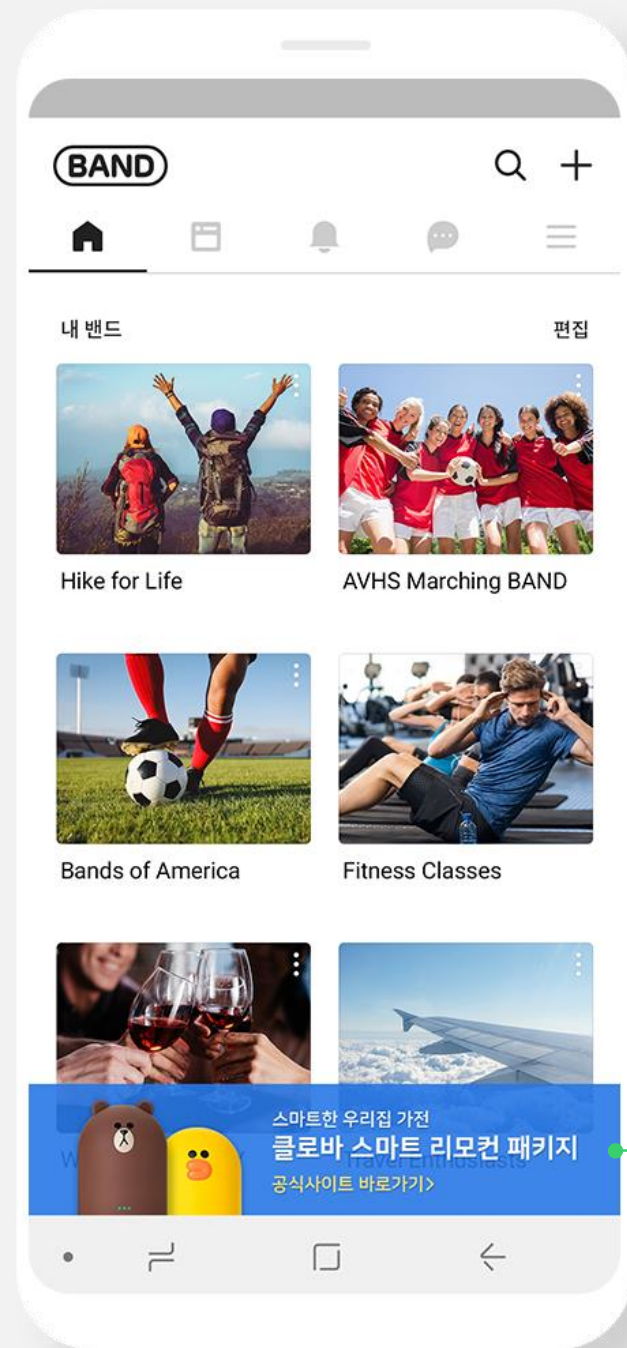 BAND
내 밴드
편집
Hike for Life
AVHS Marching BAND
Bands of America
Fitness Classes
스마트한 우리집 가전
클로바 스마트 리모컨 패키지
Travel Enthusiasts
공식사이트 바로가기>